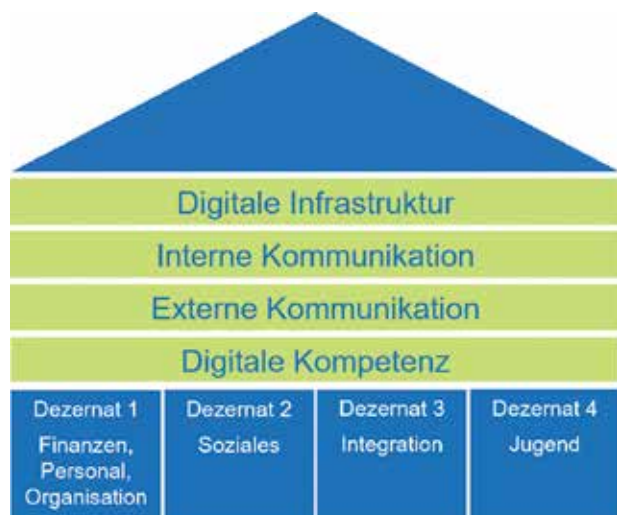 Digitale Infrastruktur
Interne Kommunikation
Externe Kommunikation
Digitale Kompetenz
Dezernat 1
Finanzen,
Personal,
Organisation
Dezernat 2
Soziales
Dezernat 3
Integration
Dezernat 4
Jugend